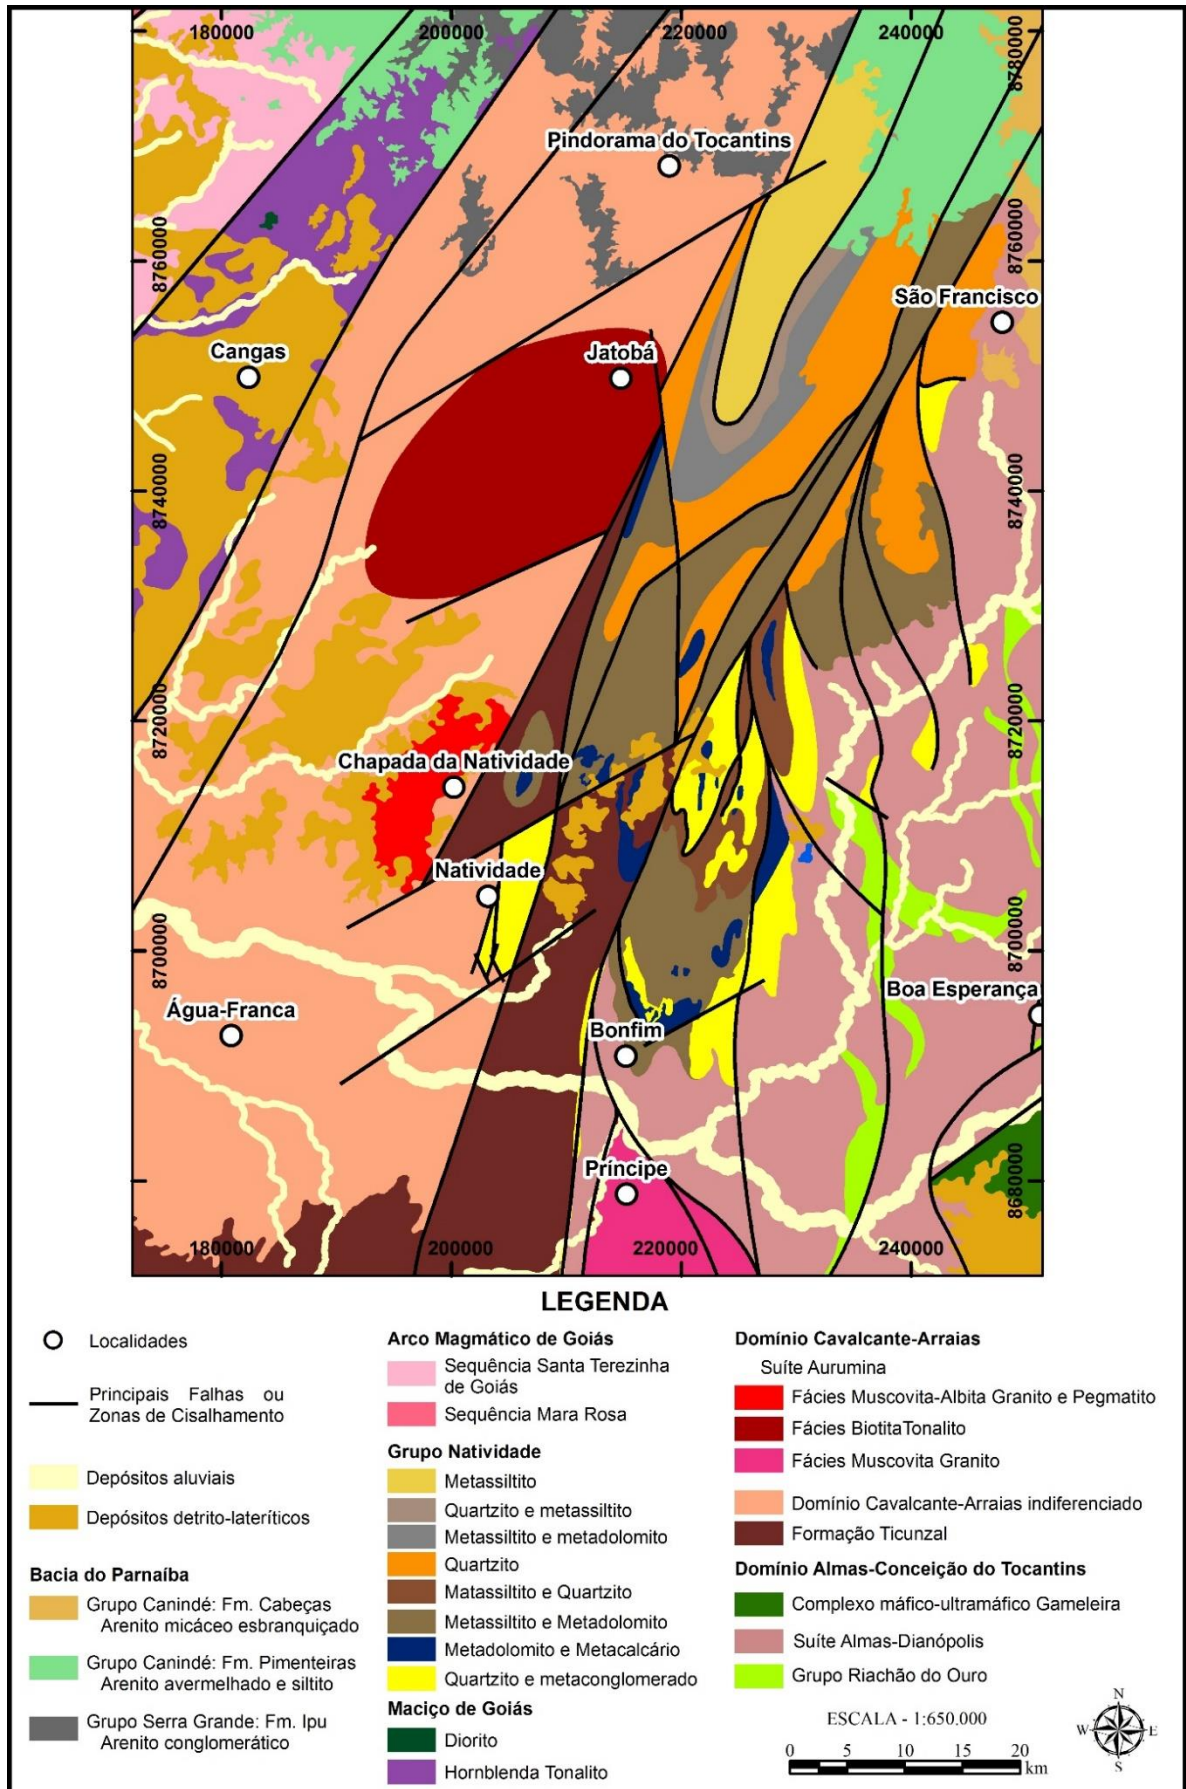 180000
200000
220000
240000
8780000
8780000
Pindorama do Tocantins
8760000
8760000
São Francisco
Cangas
Jatobá
8740000
8740000
8720000
8720000
Chapada da Natividade
Natividade
8700000
8700000
Boa Esperança
Água-Franca
Bonfim
Príncipe
8680000
180000
200000
220000
240000
LEGENDA
Localidades
Principais Falhas ou
Zonas de Cisalhamento
Depósitos aluviais
Depósitos detrito-lateríticos
Bacia do Parnaíba
Grupo Canindé: Fm. Cabeças
Arenito micáceo esbranquiçado
Grupo Canindé: Fm. Pimenteiras
Arenito avermelhado e siltito
Grupo Serra Grande: Fm. Ipu
Arenito conglomerático
Arco Magmático de Goiás
Sequência Santa Terezinha
de Goiás
Sequência Mara Rosa
Grupo Natividade
Metassiltito
Quartzito e metassiltito
Metassiltito e metadolomito
Quartzito
Matassiltito e Quartzito
Metassiltito e Metadolomito
Metadolomito e Metacalcário
Quartzito e metaconglomerado
Maciço de Goiás
Diorito
Hornblenda Tonalito
Domínio Cavalcante-Arraias
Suíte Aurumina
Fácies Muscovita-Albita Granito e Pegmatito
Fácies BiotitaTonalito
Fácies Muscovita Granito
Domínio Cavalcante-Arraias indiferenciado
Formação Ticunzal
Domínio Almas-Conceição do Tocantins
Complexo máfico-ultramáfico Gameleira
Suíte Almas-Dianópolis
Grupo Riachão do Ouro
ESCALA - 1:650.000
0 5 10 15 20
km
N
W E
S